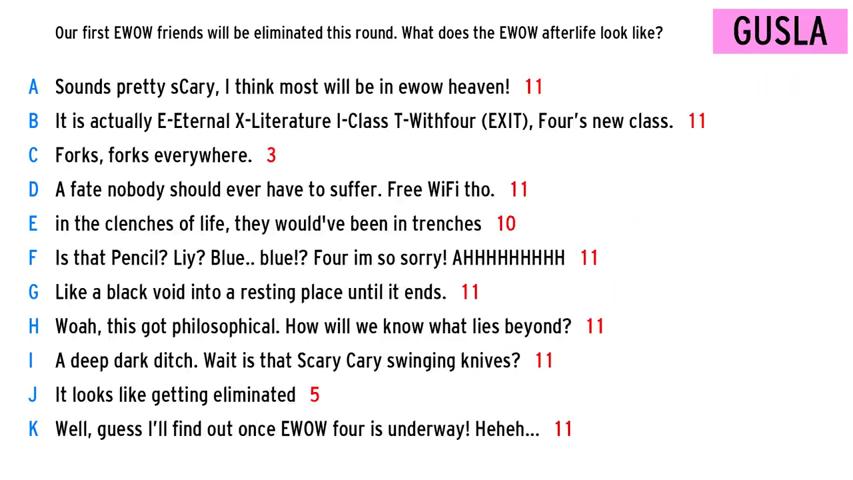 Our first EWOW friends will be eliminated this round. What does the EWOW afterlife look like?
GUSLA
A Sounds pretty sCary, I think most will be in ewow heaven! 11
B It is actually E-Eternal X-Literature I-Class T-Withfour (EXIT), Four's new class. 11
C Forks, forks everywhere. 3
D A fate nobody should ever have to suffer. Free WiFi tho. 11
E in the clenches of life, they would've been in trenches 10
F Is that Pencil? Liy? Blue.. blue!? Four im so sorry! AHHHHHHHHH 11
G Like a black void into a resting place until it ends. 11
H Woah, this got philosophical. How will we know what lies beyond? 11
I A deep dark ditch. Wait is that Scary Cary swinging knives? 11
J It looks like getting eliminated 5
K Well, guess I'll find out once EWOW four is underway! Heheh... 11